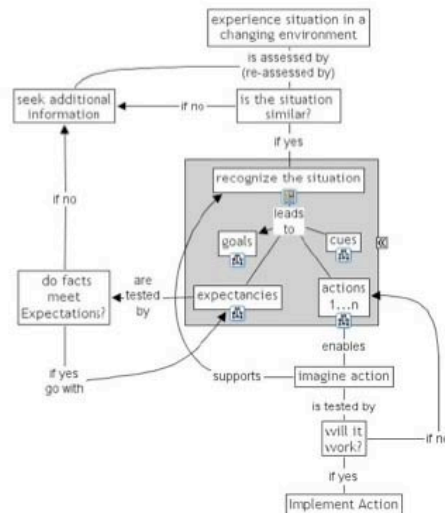 experience situation in a
changing environment
is assessed by
(re-assessed by)
seek additional
information
if no
is the situation
similar?
if yes
recognize the situation
leads
to
goals
cues
if no
do facts
meet
Expectations?
are
tested
by
expectancies
actions
1...n
enables
if yes
go with
supports
imagine action
is tested by
will it
work?
if no
if yes
Implement Action